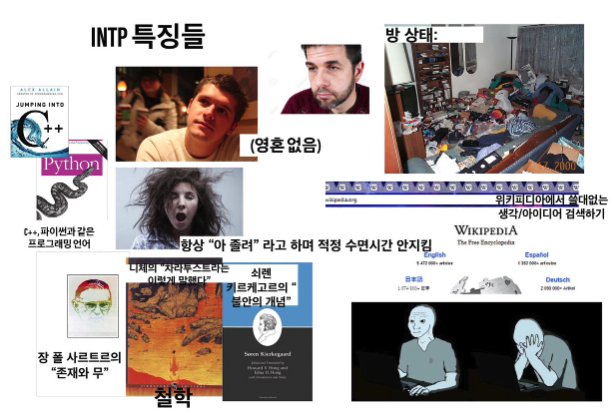 INTP 특징들
방 상태:
ALEX ALLAIN
JUMPING INTO
C++
Python
(영혼 없음)
7 2000
C++, 파이썬과 같은
프로그래밍 언어
항상 "아 졸려" 라고 하며 적정 수면시간 안지킴
wikipedia.org
위키피디아에서 쓸대없는
생각/아이디어 검색하기
WIKIPEDIA
The Free Encyclopedia
English
Español
日本語
Deutsch
장 폴 사르트르의
"존재와 무"
니체의 "차라투스트라는
이렇게 말했다"
쇠렌
키르케고르의 "
불안의 개념"
Søren Kierkegaard
철학